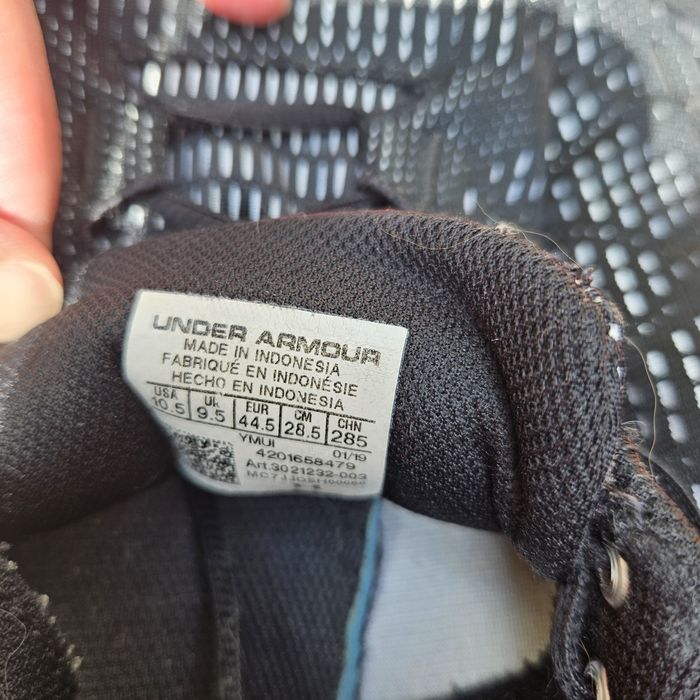 UNDER ARMOUR
MADE IN INDONESIA
FABRIQUÉ EN INDONÉSIE
HECHO EN INDONESIA
USA UK EUR CM CHN
10.5 9.5 44.5 28.5 285
YMUI 01/19
4201658479
Art.3021232-003